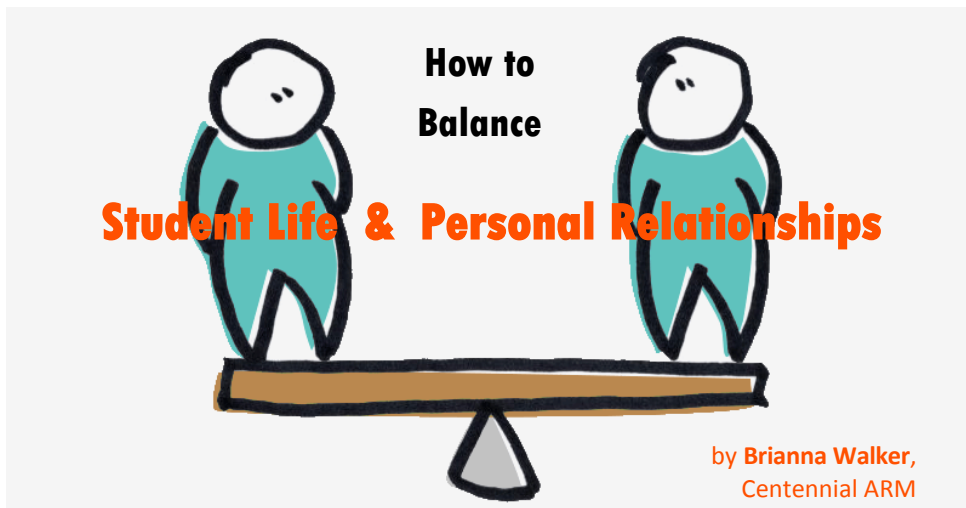 How to
Balance
Student Life & Personal Relationships
by Brianna Walker,
Centennial ARM